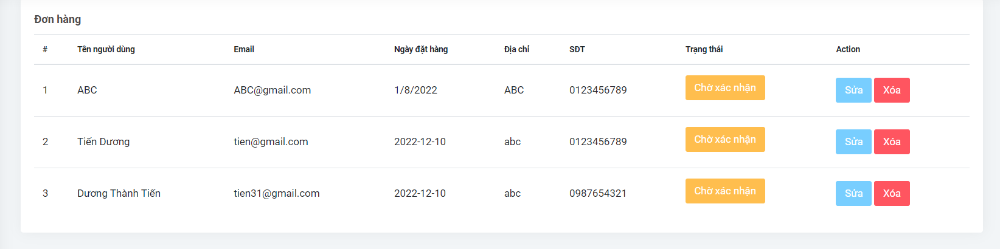 Đơn hàng
# Tên người dùng Email Ngày đặt hàng Địa chỉ SĐT Trạng thái Action
1 ABC ABC@gmail.com 1/8/2022 ABC 0123456789 Chờ xác nhận Sửa Xóa
2 Tiến Dương tien@gmail.com 2022-12-10 abc 0123456789 Chờ xác nhận Sửa Xóa
3 Dương Thành Tiến tien31@gmail.com 2022-12-10 abc 0987654321 Chờ xác nhận Sửa Xóa